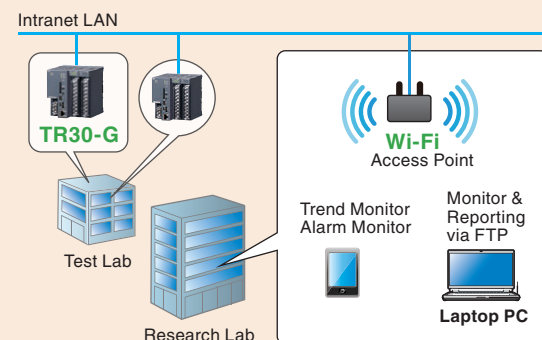 Intranet LAN
TR30-G
Wi-Fi
Access Point
Test Lab
Trend Monitor
Alarm Monitor
Monitor &
Reporting
via FTP
Laptop PC
Research Lab